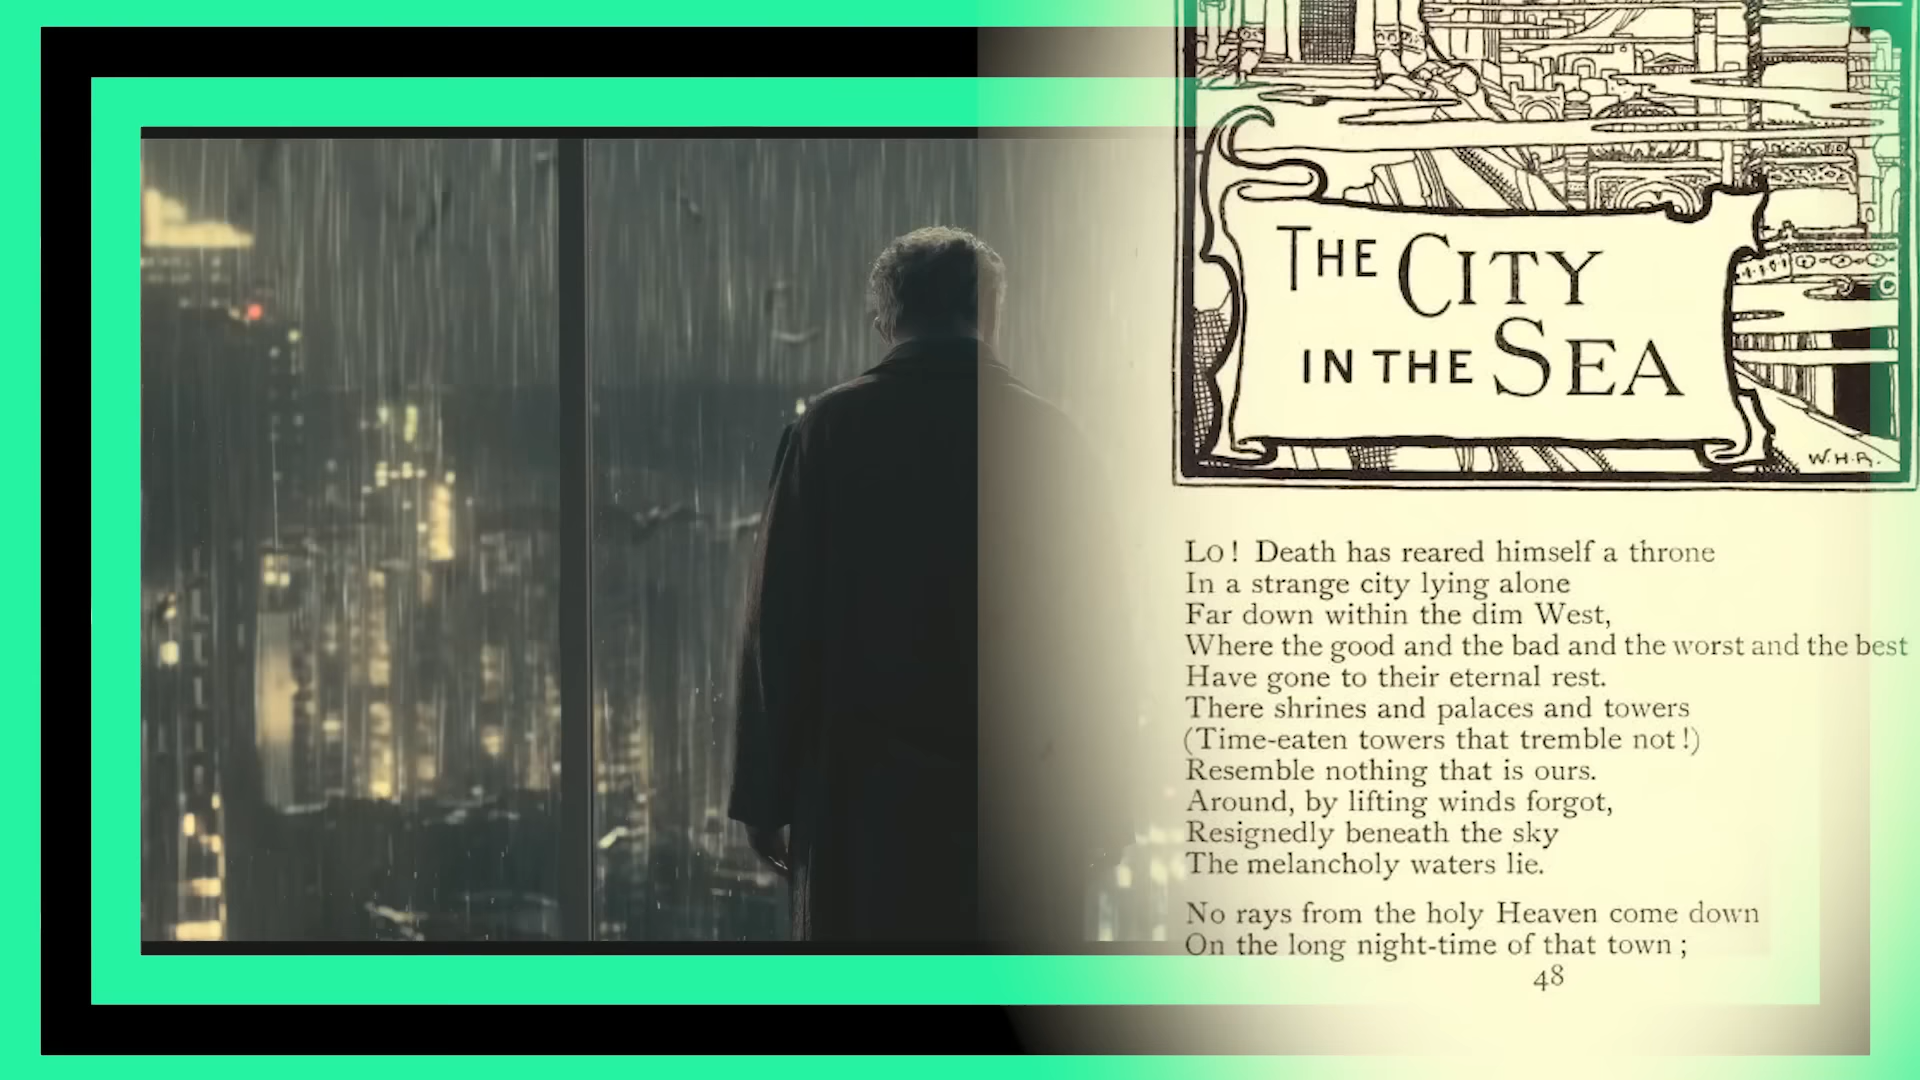 THE CITY
IN THE SEA
W.H.R.
Lo! Death has reared himself a throne
In a strange city lying alone
Far down within the dim West,
Where the good and the bad and the worst and the best
Have gone to their eternal rest.
There shrines and palaces and towers
(Time-eaten towers that tremble not!)
Resemble nothing that is ours.
Around, by lifting winds forgot,
Resignedly beneath the sky
The melancholy waters lie.
No rays from the holy Heaven come down
On the long night-time of that town;
48